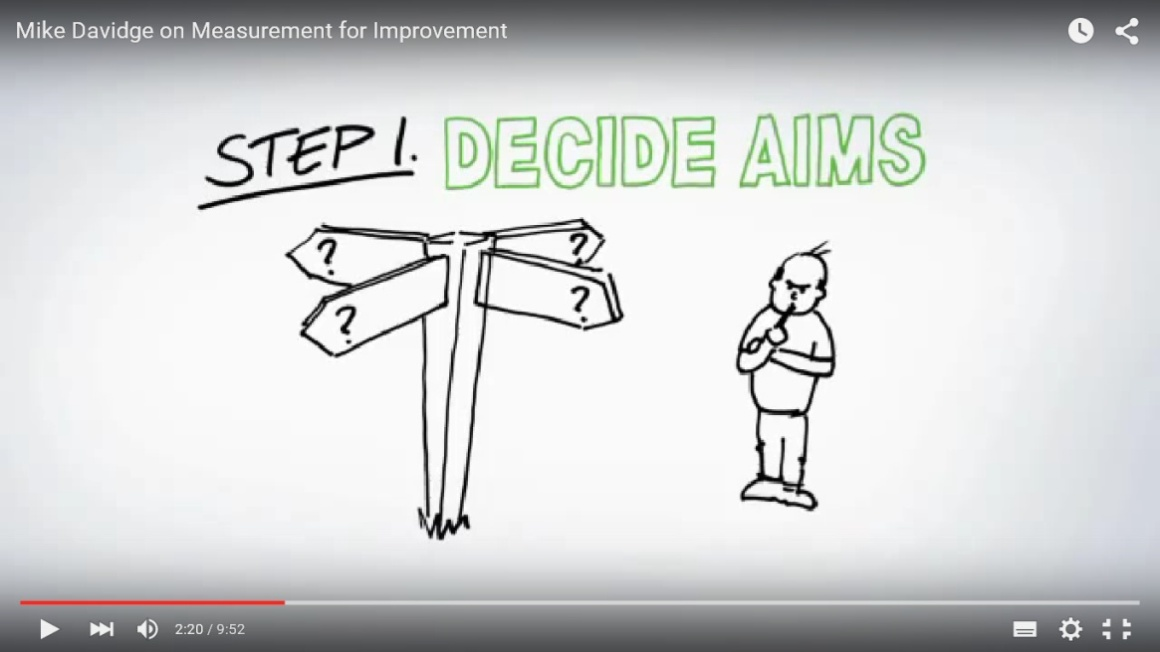 Mike Davidge on Measurement for Improvement
STEP 1. DECIDE AIMS
? ?
? ?
2:20 / 9:52